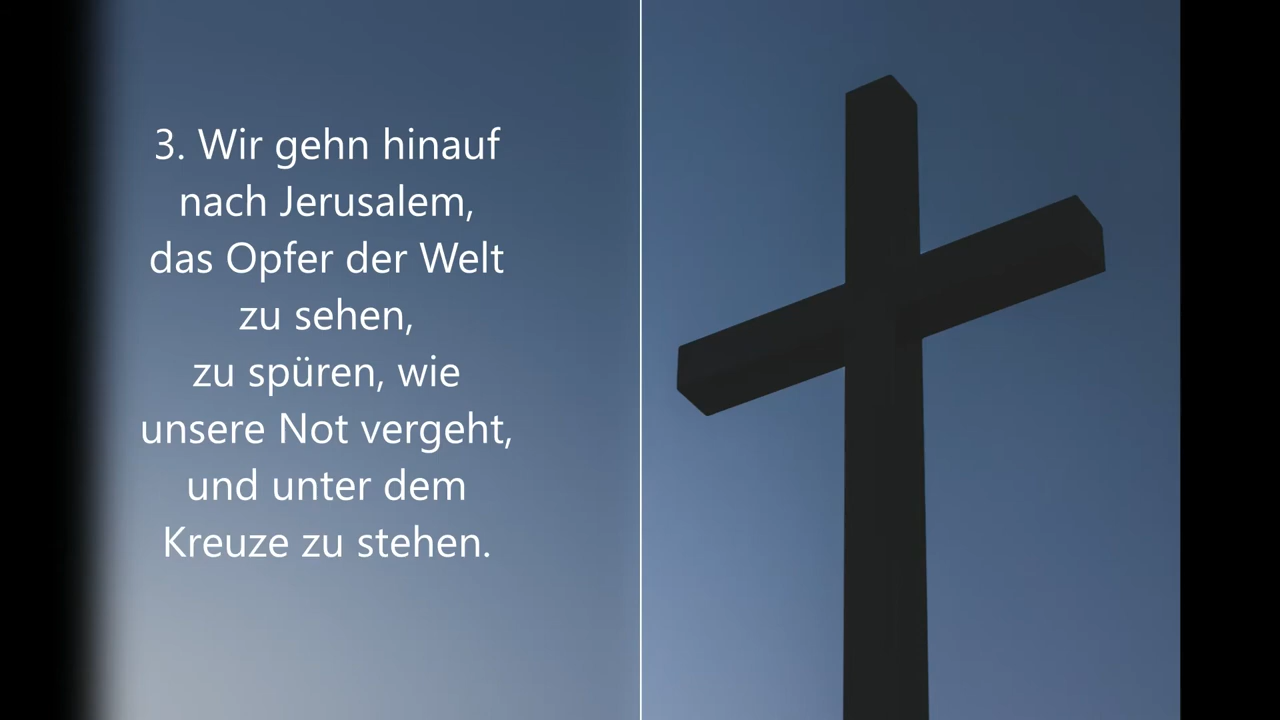 3. Wir gehn hinauf
nach Jerusalem,
das Opfer der Welt
zu sehen,
zu spüren, wie
unsere Not vergeht,
und unter dem
Kreuze zu stehen.